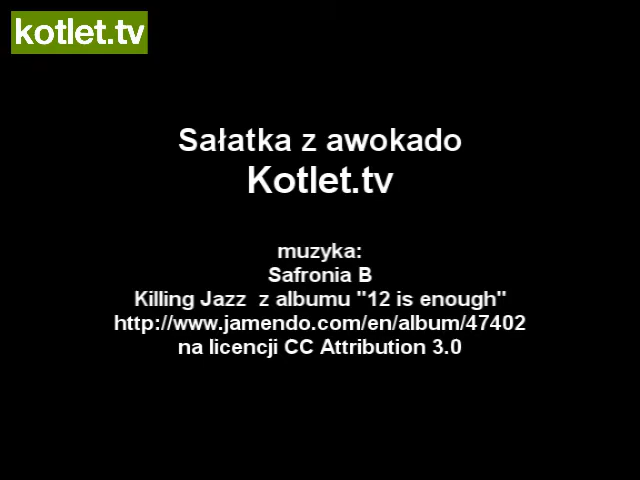 kotlet.tv
Sałatka z awokado
Kotlet.tv
muzyka:
Safronia B
Killing Jazz  z albumu "12 is enough"
http://www.jamendo.com/en/album/47402
na licencji CC Attribution 3.0